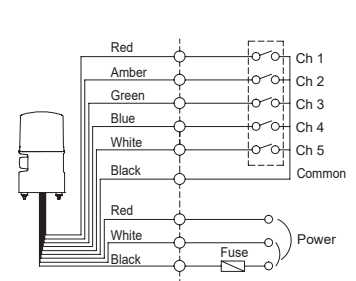 Red
Ch 1
Amber
Ch 2
Green
Ch 3
Blue
Ch 4
White
Ch 5
Black
Common
Red
White
Power
Black
Fuse